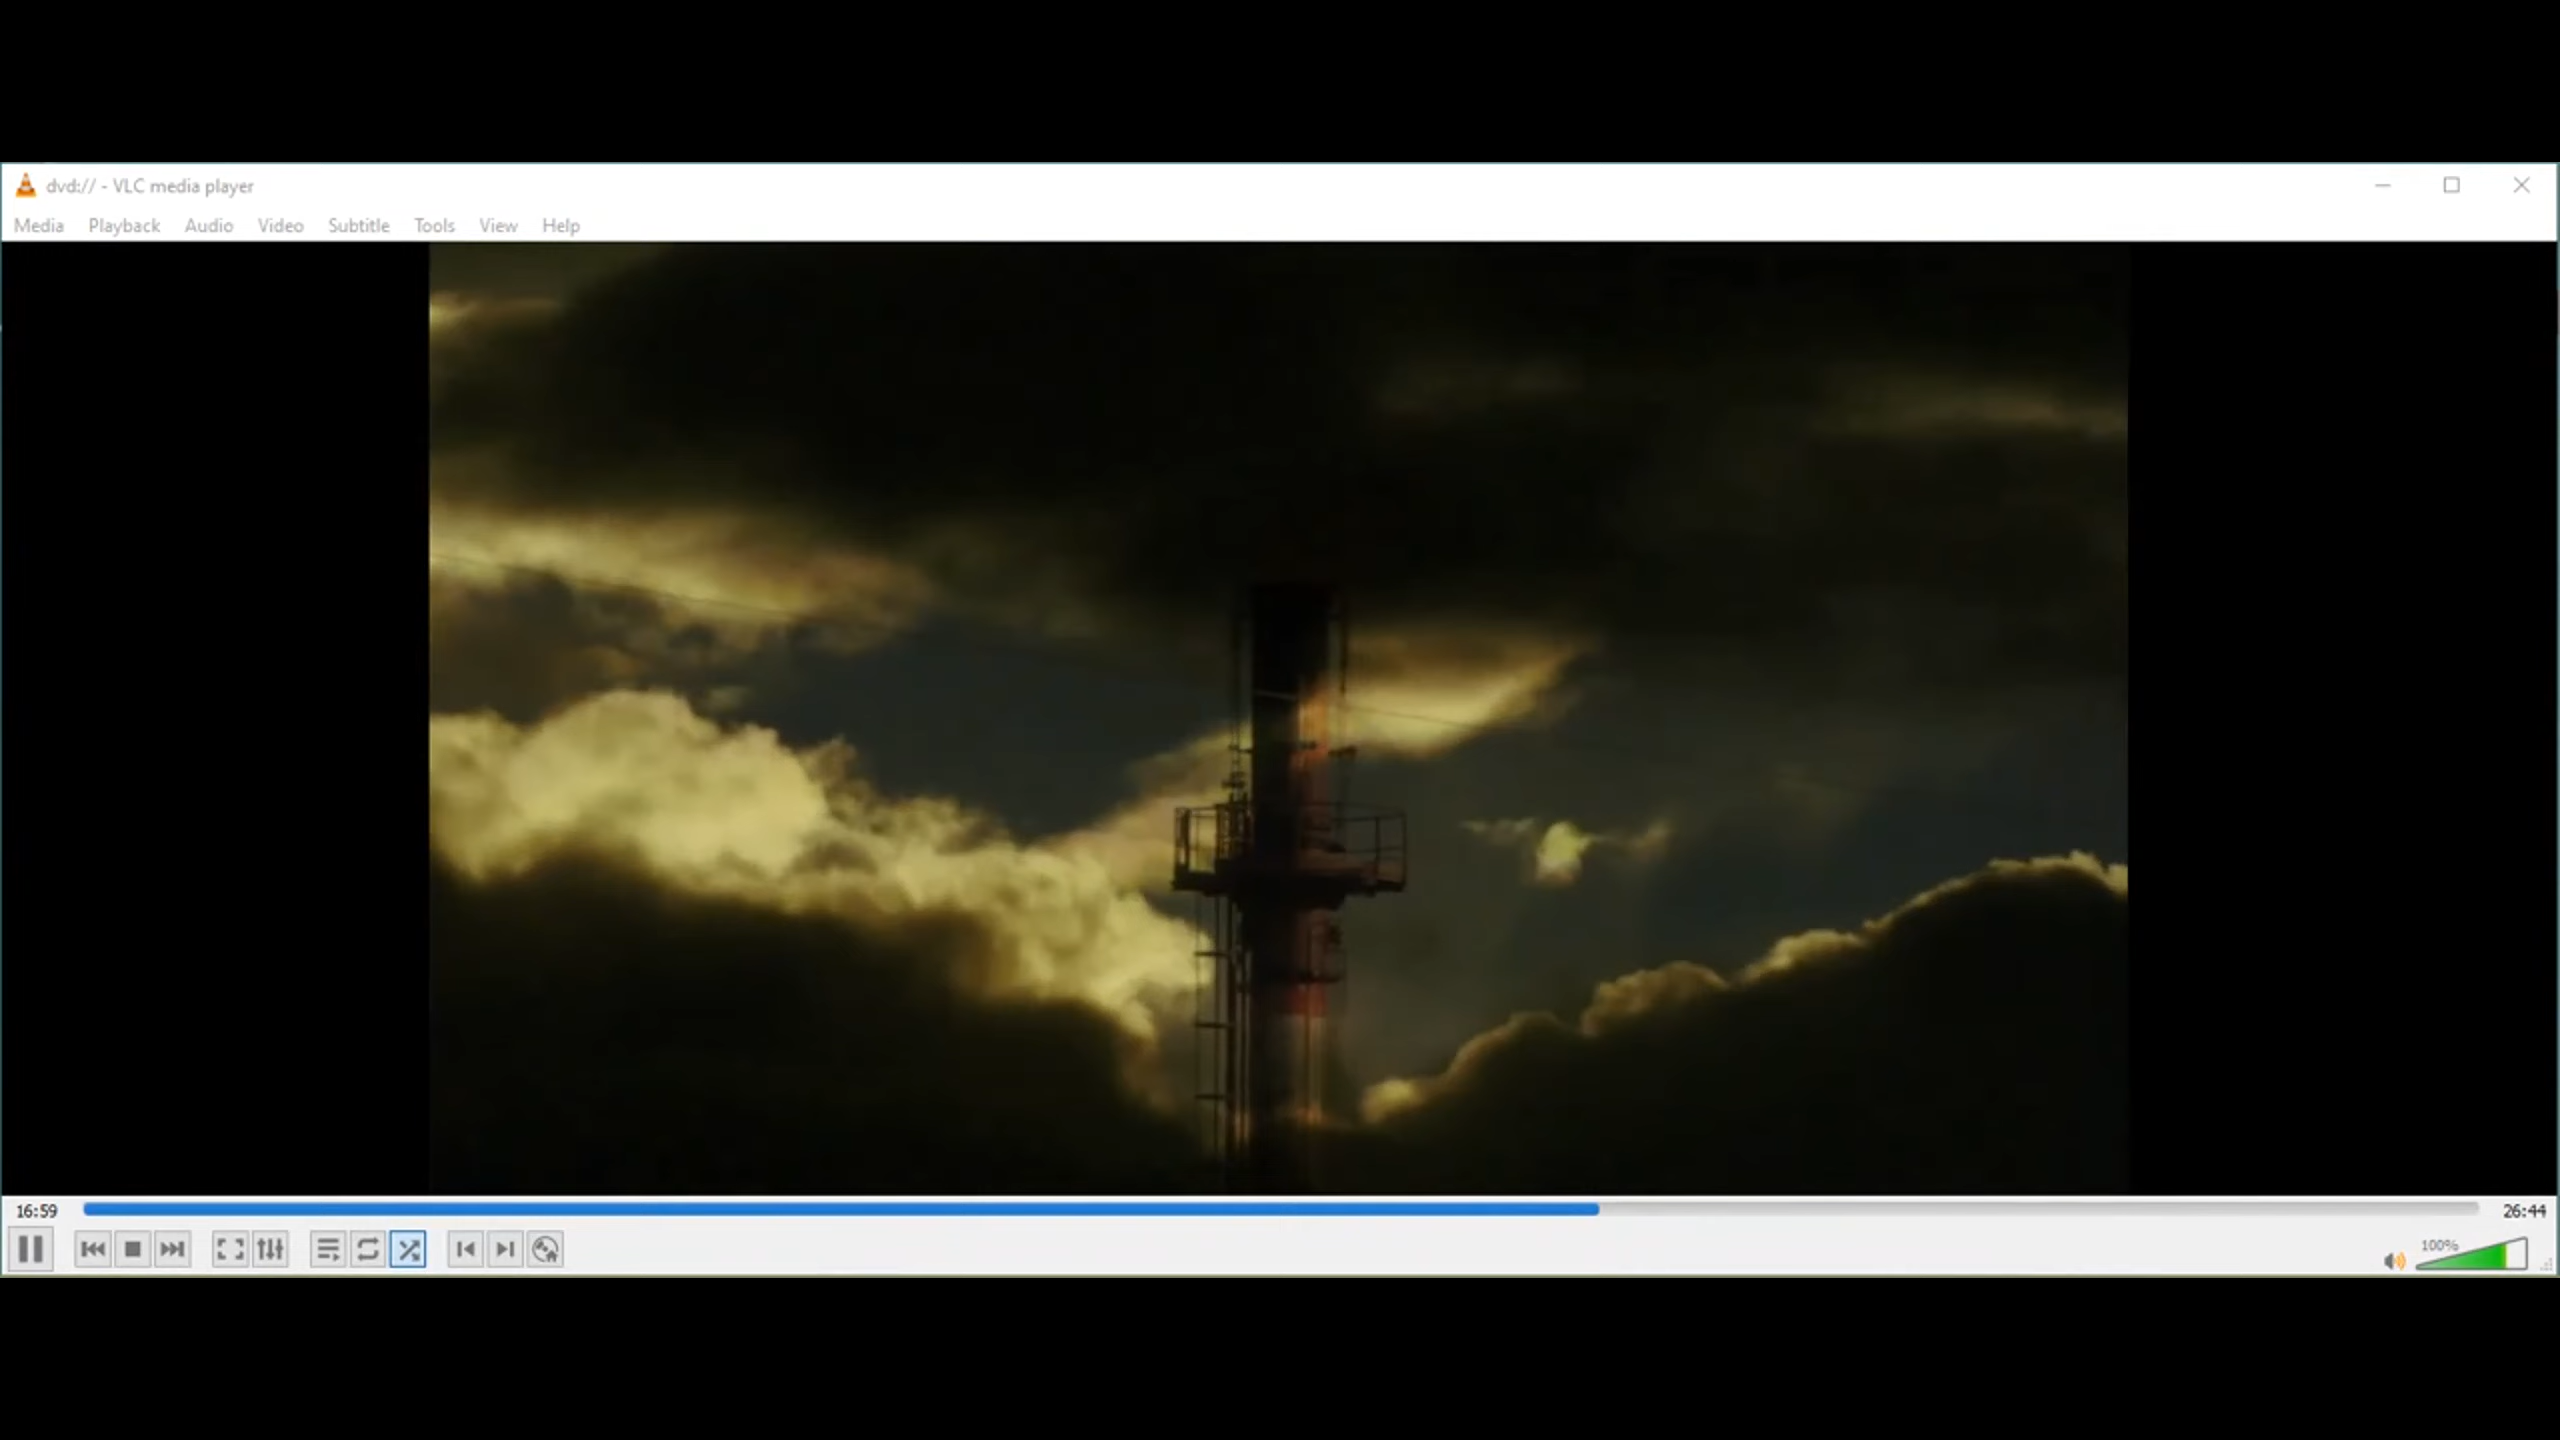 dvd:// - VLC media player
Media Playback Audio Video Subtitle Tools View Help
16:59 26:44
100%